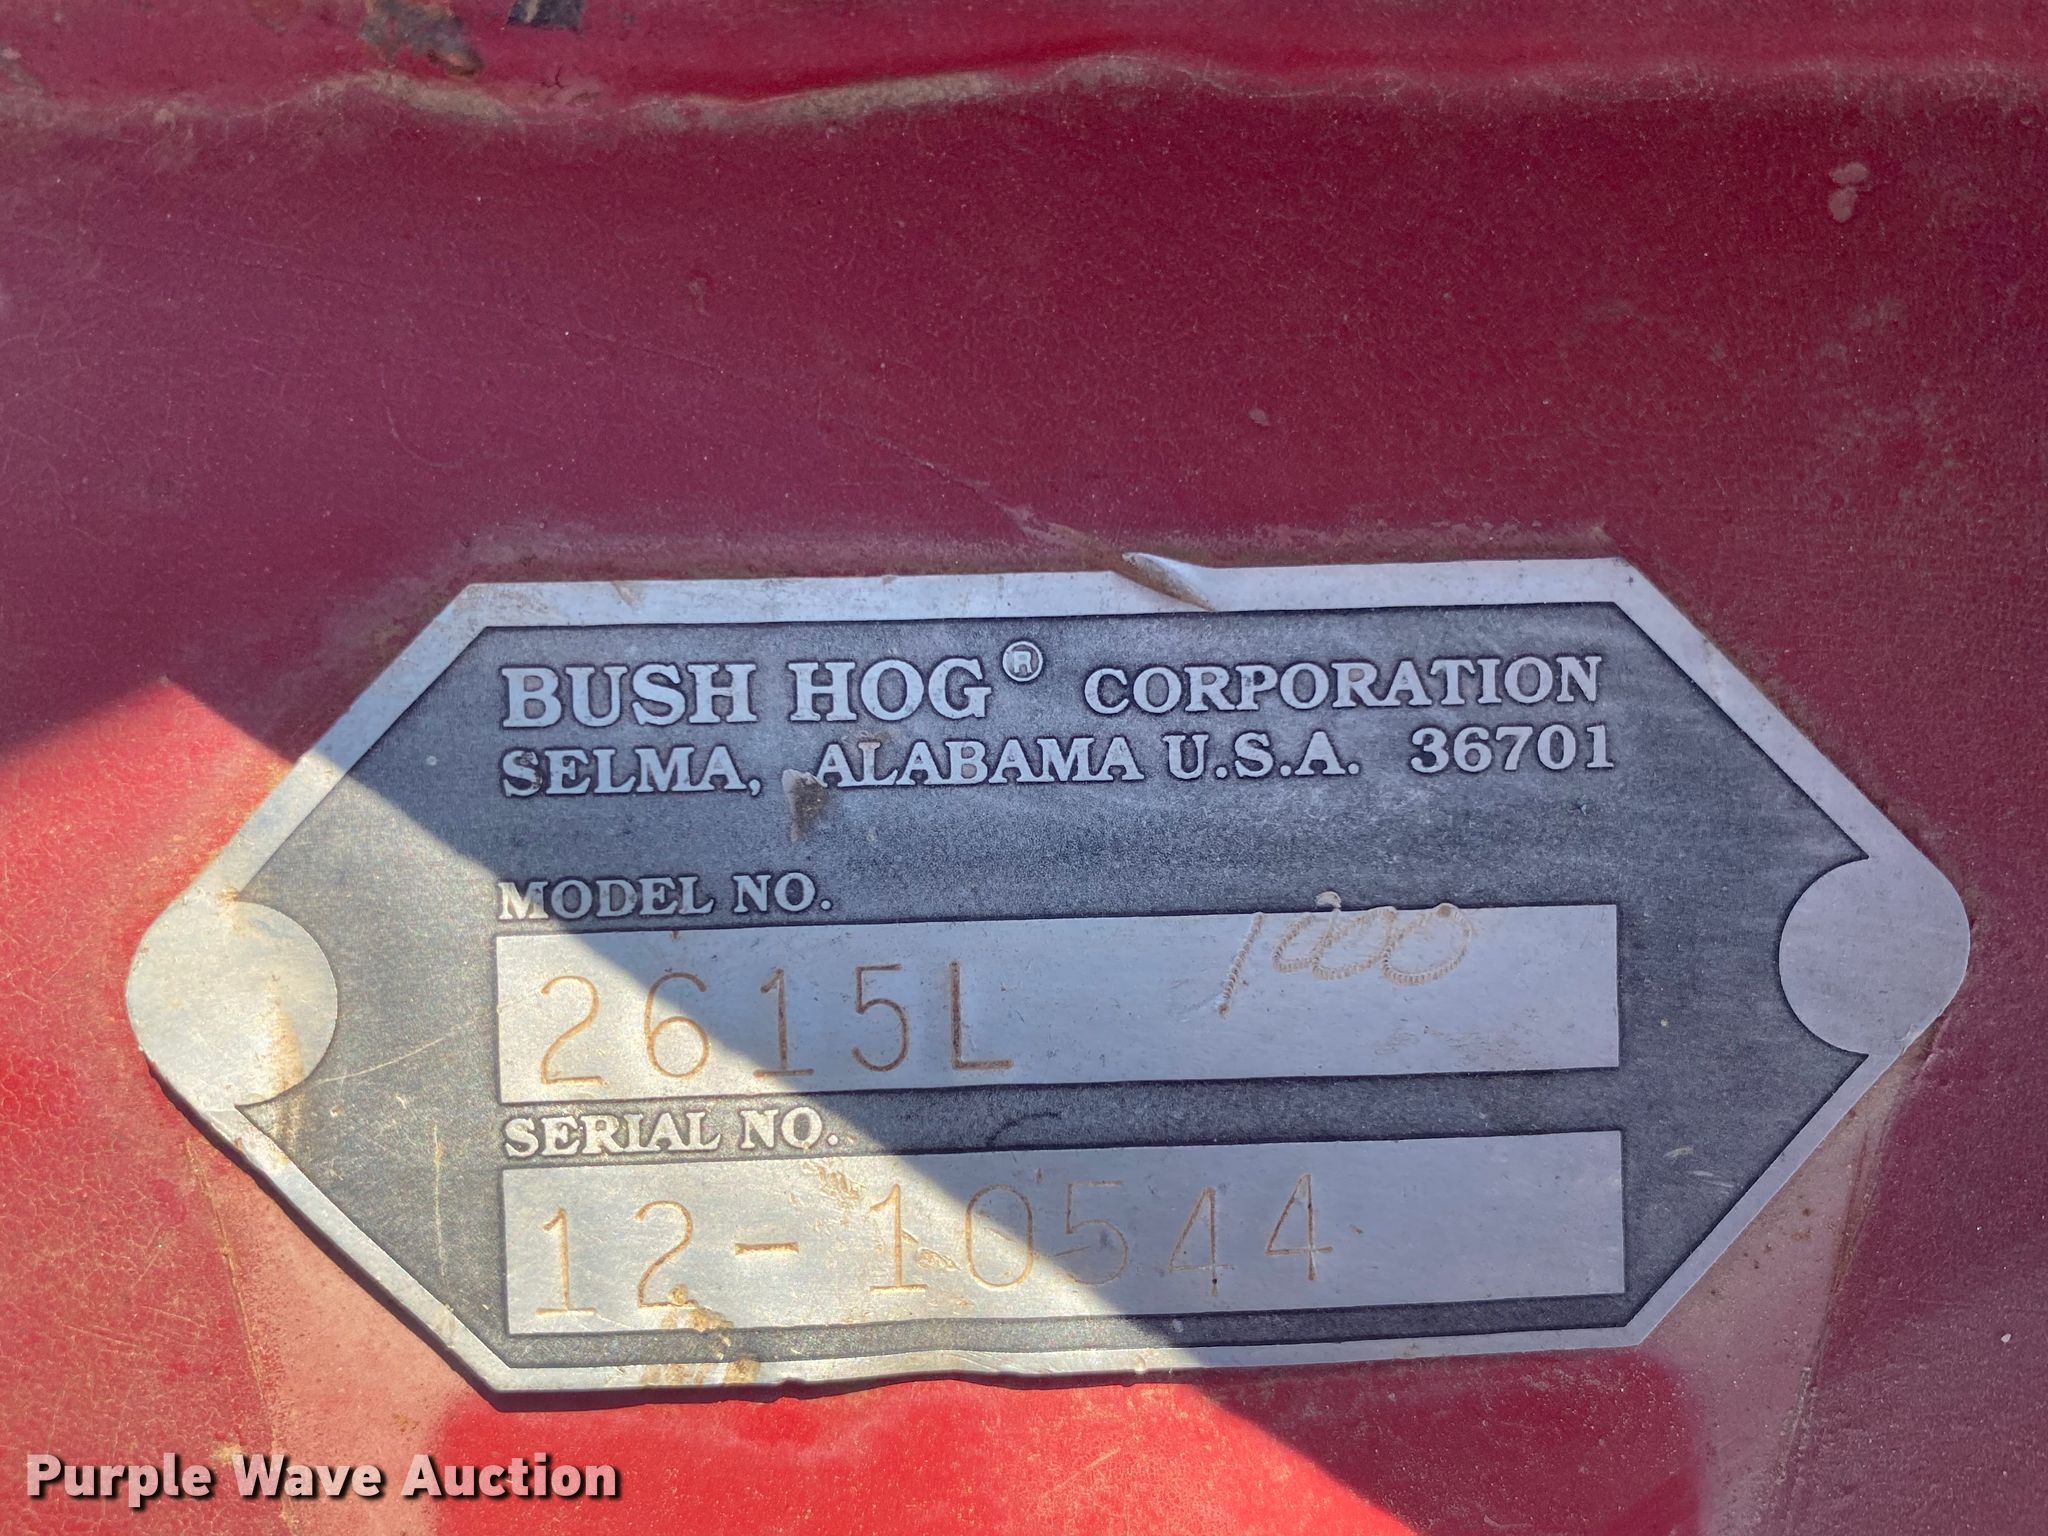 BUSH HOG® CORPORATION
SELMA, ALABAMA U.S.A. 36701
MODEL NO.
2615L 1000
SERIAL NO.
12-10544
Purple Wave Auction